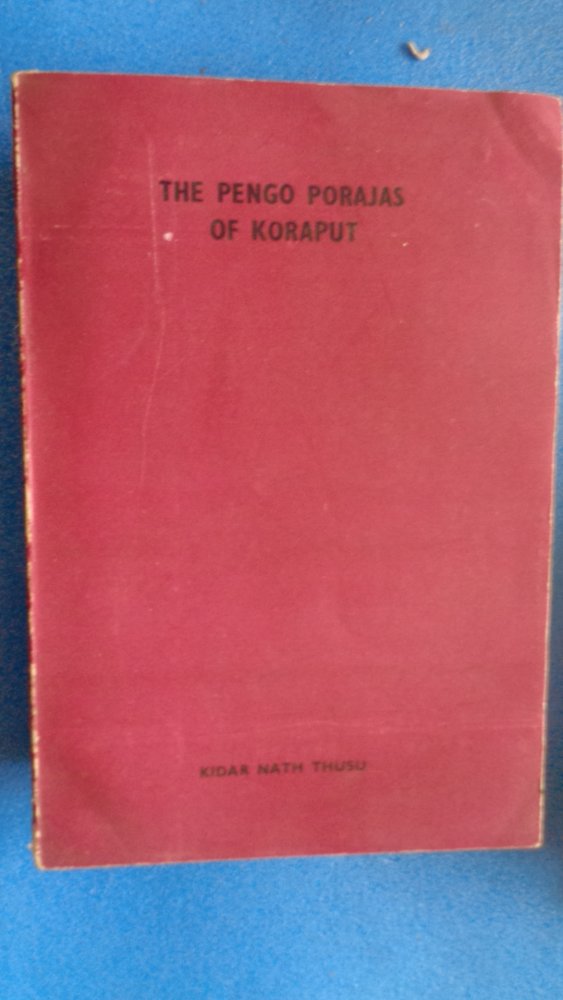 THE PENGO PORAJAS
OF KORAPUT
KIDAR NATH THUSU